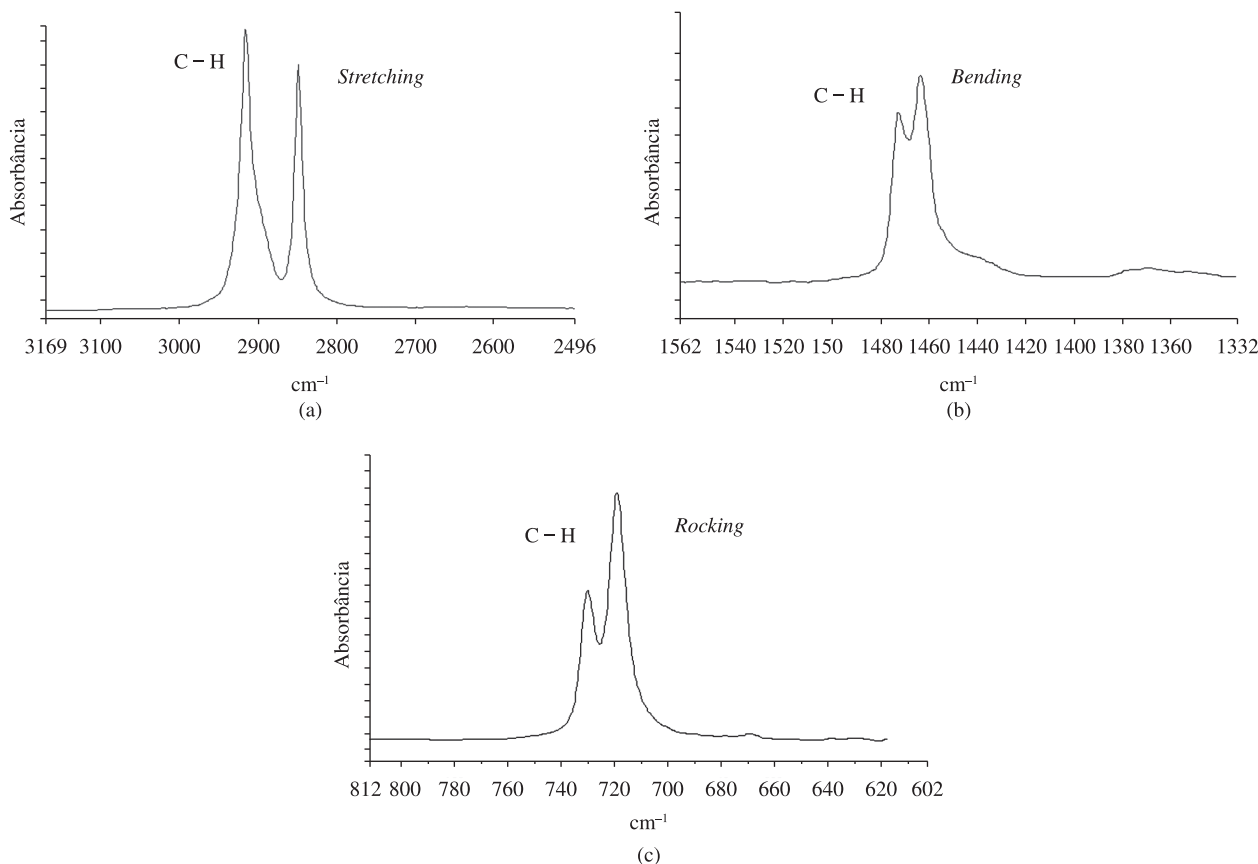 C – H
Stretching
Absorbância
3169 3100 3000 2900 2800 2700 2600 2496
cm⁻¹
(a)
C – H
Bending
Absorbância
1562 1540 1520 150 1480 1460 1440 1420 1400 1380 1360 1332
cm⁻¹
(b)
C – H
Rocking
Absorbância
812 800 780 760 740 720 700 680 660 640 620 602
cm⁻¹
(c)